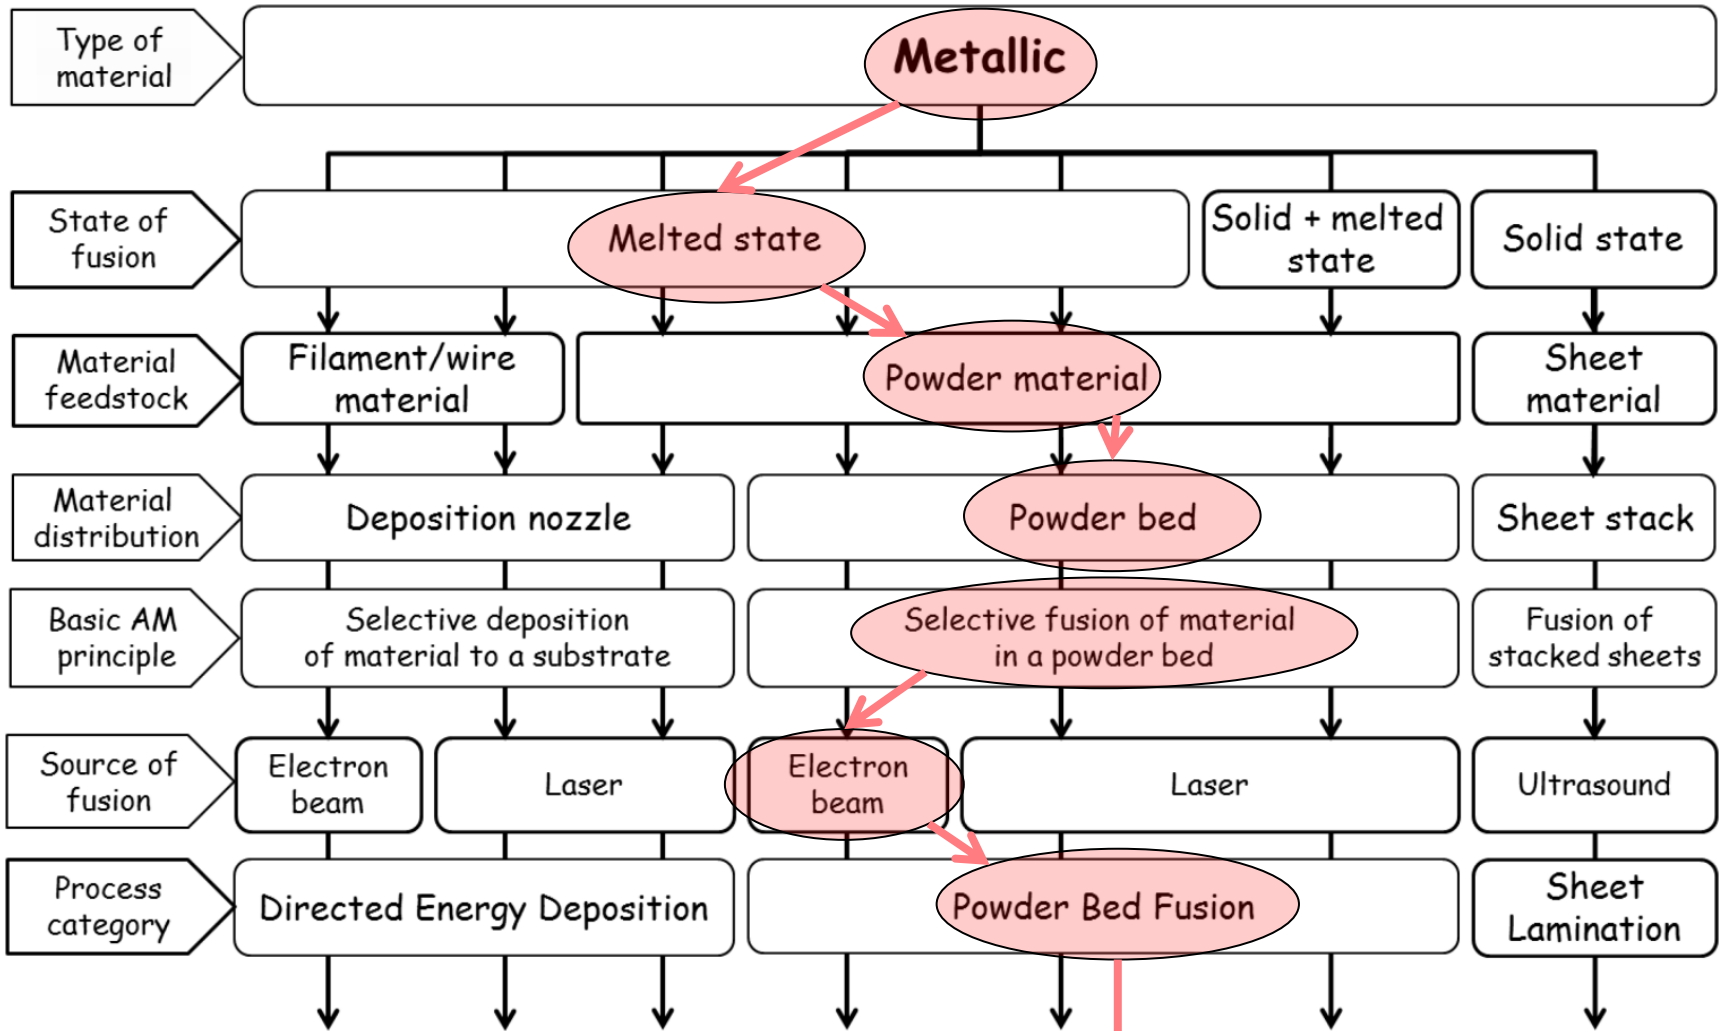 Type of
material
Metallic
State of
fusion
Melted state
Solid + melted
state
Solid state
Material
feedstock
Filament/wire
material
Powder material
Sheet
material
Material
distribution
Deposition nozzle
Powder bed
Sheet stack
Basic AM
principle
Selective deposition
of material to a substrate
Selective fusion of material
in a powder bed
Fusion of
stacked sheets
Source of
fusion
Electron
beam
Laser
Electron
beam
Laser
Ultrasound
Process
category
Directed Energy Deposition
Powder Bed Fusion
Sheet
Lamination